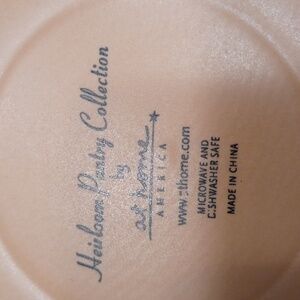 Heirloom Pantry Collection
by
at home
AMERICA
www.athome.com
MICROWAVE AND
DISHWASHER SAFE
MADE IN CHINA